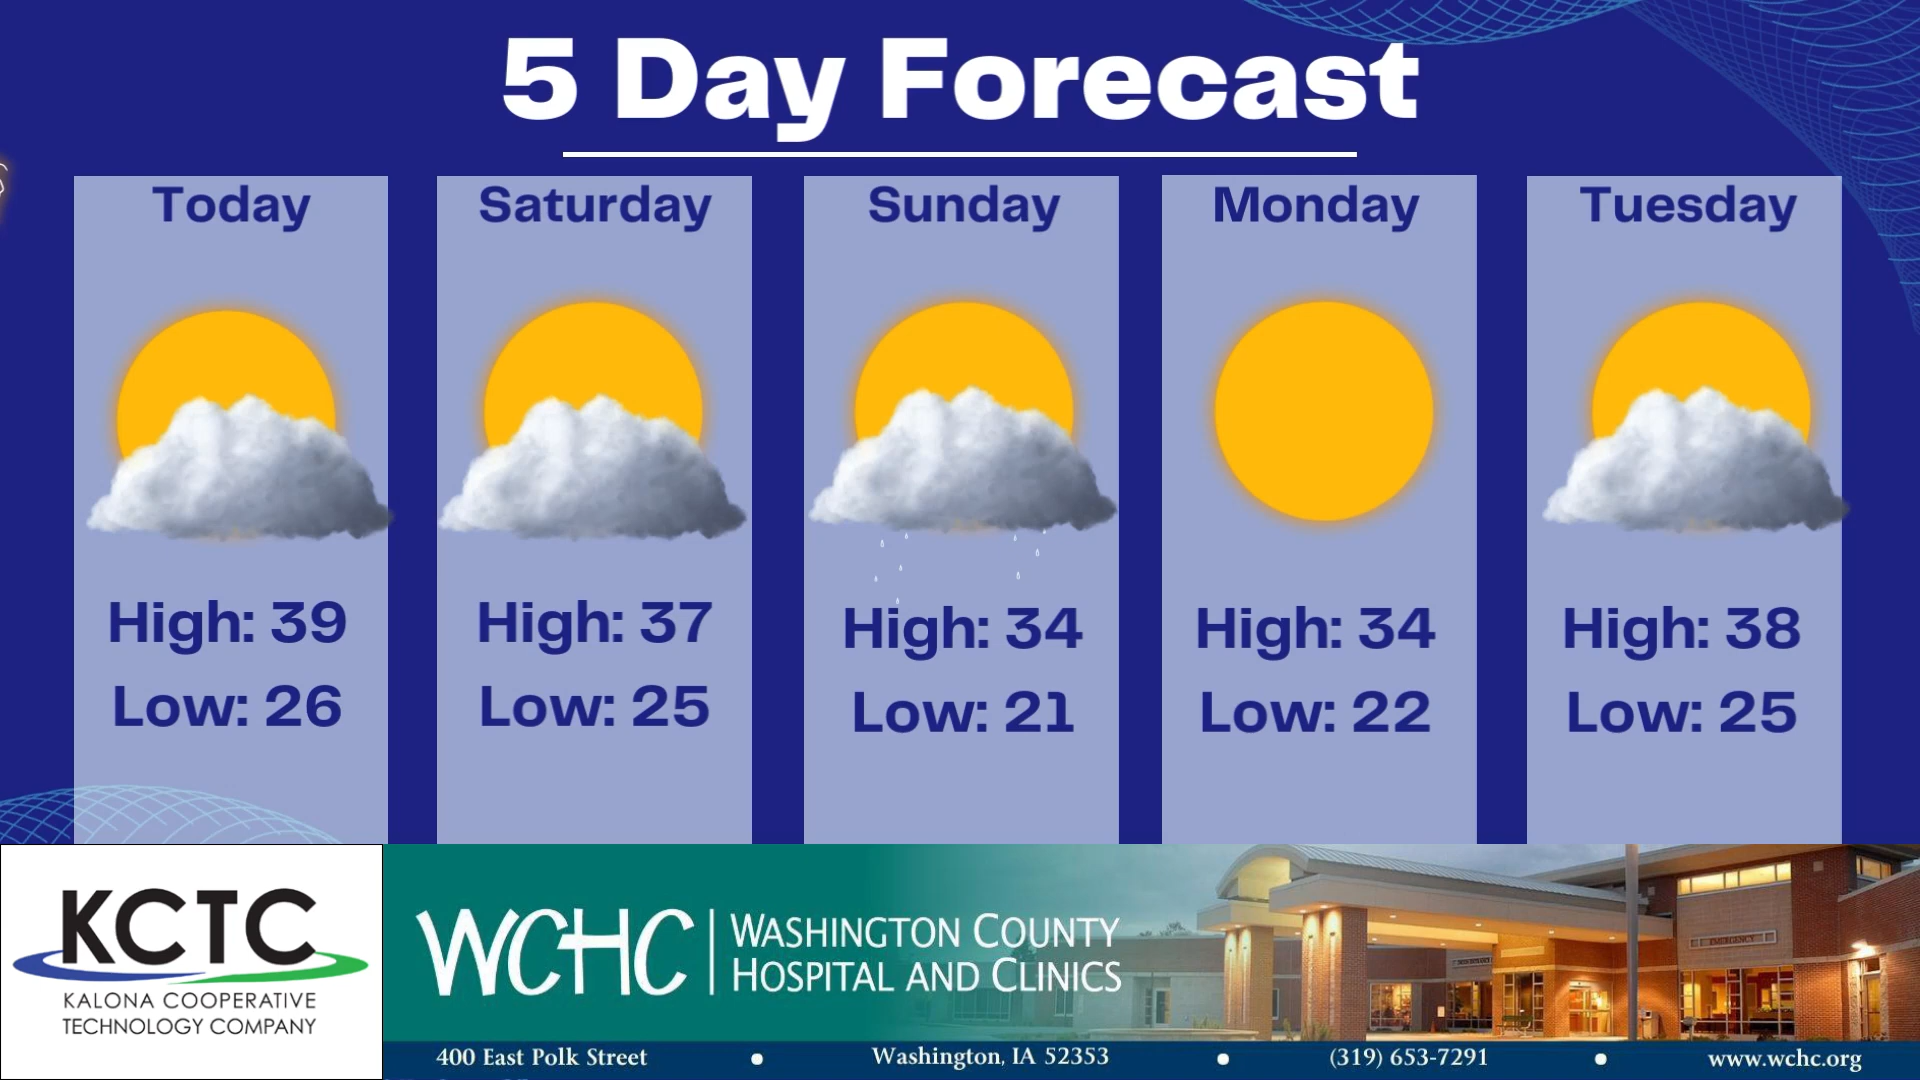 5 Day Forecast
Today
High: 39
Low: 26
Saturday
High: 37
Low: 25
Sunday
High: 34
Low: 21
Monday
High: 34
Low: 22
Tuesday
High: 38
Low: 25
KCTC
KALONA COOPERATIVE
TECHNOLOGY COMPANY
WCHC
WASHINGTON COUNTY
HOSPITAL AND CLINICS
EMERGENCY
400 East Polk Street • Washington, IA 52353 • (319) 653-7291 • www.wchc.org